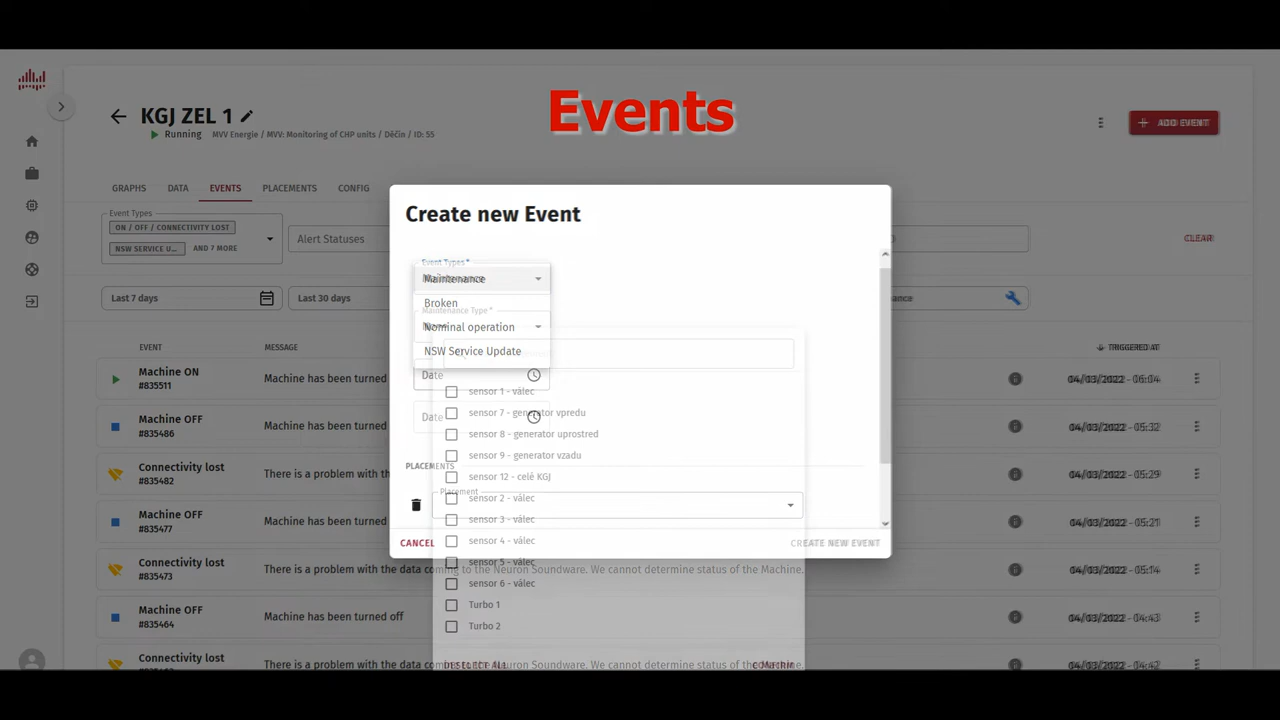 Events
KGJ ZEL 1
Running
MVV Energie / MVV: Monitoring of CHP units / Děčín / ID: 55
ADD EVENT
GRAPHS DATA EVENTS PLACEMENTS CONFIG
Event Types
ON / OFF / CONNECTIVITY LOST
NSW SERVICE U... AND 7 MORE
Alert Statuses
CLEAR
Last 7 days
Last 30 days
Create new Event
Event Types *
Maintenance
Broken
Maintenance Type *
Nominal operation
NSW Service Update
Date
Date
sensor 1 - válec
sensor 7 - generator vpredu
sensor 8 - generator uprostred
sensor 9 - generator vzadu
PLACEMENTS
sensor 12 - celé KGJ
Placement
sensor 2 - válec
sensor 3 - válec
sensor 4 - válec
sensor 5 - válec
sensor 6 - válec
Turbo 1
Turbo 2
DESELECT ALL CONFIRM
CANCEL CREATE NEW EVENT
EVENT MESSAGE TRIGGERED AT
Machine ON
#835511
Machine has been turned
04/03/2022 - 06:04
Machine OFF
#835486
Machine has been turned
04/03/2022 - 05:32
Connectivity lost
#835482
There is a problem with
04/03/2022 - 05:29
Machine OFF
#835477
Machine has been turned
04/03/2022 - 05:21
Connectivity lost
#835473
There is a problem with the data coming to the Neuron Soundware. We cannot determine status of the Machine.
Machine OFF
#835464
Machine has been turned off
04/03/2022 - 04:43
Connectivity lost
There is a problem with the data coming to the Neuron Soundware. We cannot determine status of the Machine.
04/03/2022 - 04:42